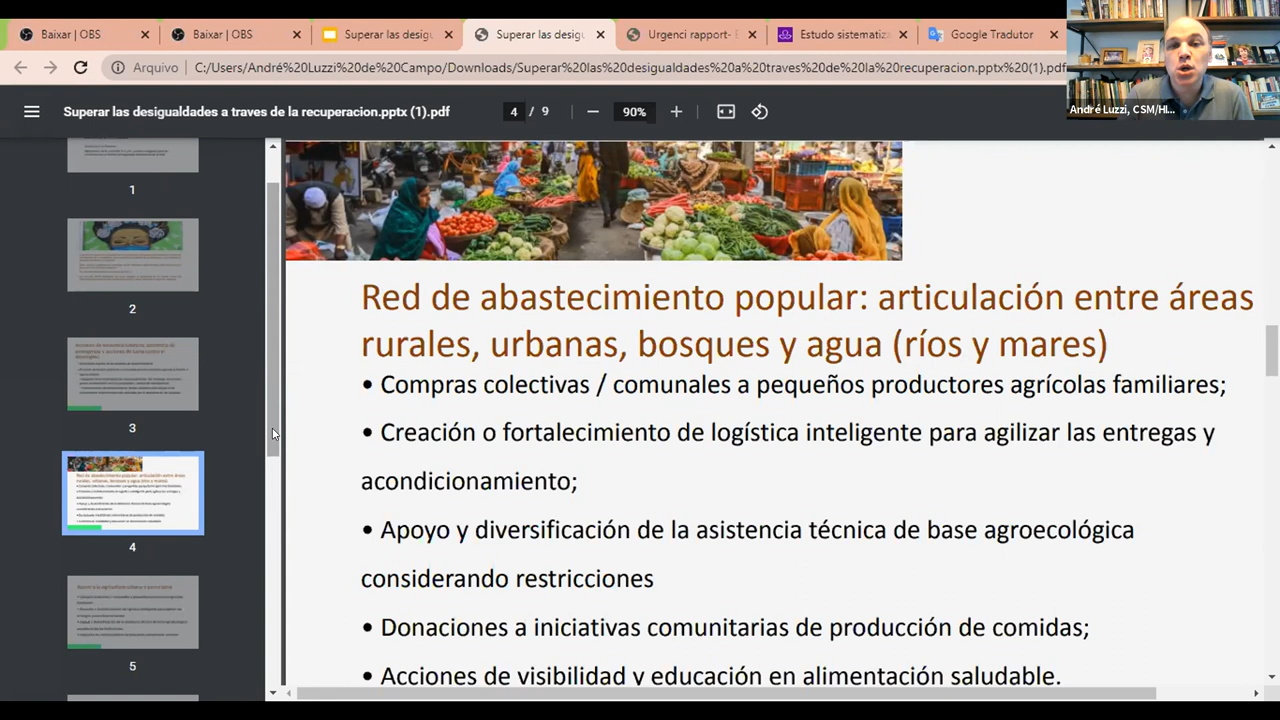 Baixar | OBS
Baixar | OBS
Superar las desigu
Superar las desigu
Urgenci rapport- E
Estudo sistematiz
Google Tradutor
Arquivo
C:/Users/André%20Luzzi%20de
las%20desigualdades%20a%20traves%20de%20la%20recuperacion.pptx%20(1).pdf
André Luzzi, CSM/HI...
Superar las desigualdades a traves de la recuperacion.pptx (1).pdf
4 / 9
90%
1
2
3
4
5
Red de abastecimiento popular: articulación entre áreas
rurales, urbanas, bosques y agua (ríos y mares)
• Compras colectivas / comunales a pequeños productores agrícolas familiares;
• Creación o fortalecimiento de logística inteligente para agilizar las entregas y
acondicionamiento;
• Apoyo y diversificación de la asistencia técnica de base agroecológica
considerando restricciones
• Donaciones a iniciativas comunitarias de producción de comidas;
• Acciones de visibilidad y educación en alimentación saludable.